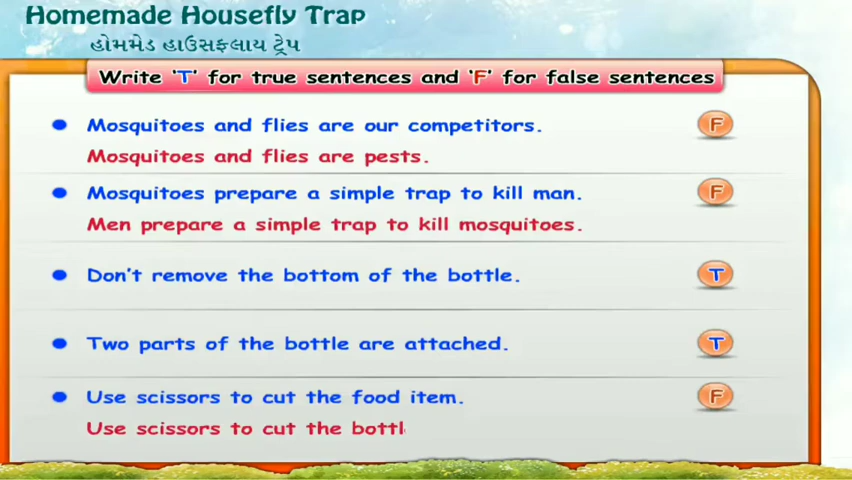 Homemade Housefly Trap
હોમમેડ હાઉસફલાય ટ્રેપ
Write 'T' for true sentences and 'F' for false sentences
Mosquitoes and flies are our competitors. F
Mosquitoes and flies are pests.
Mosquitoes prepare a simple trap to kill man. F
Men prepare a simple trap to kill mosquitoes.
Don't remove the bottom of the bottle. T
Two parts of the bottle are attached. T
Use scissors to cut the food item. F
Use scissors to cut the bottl